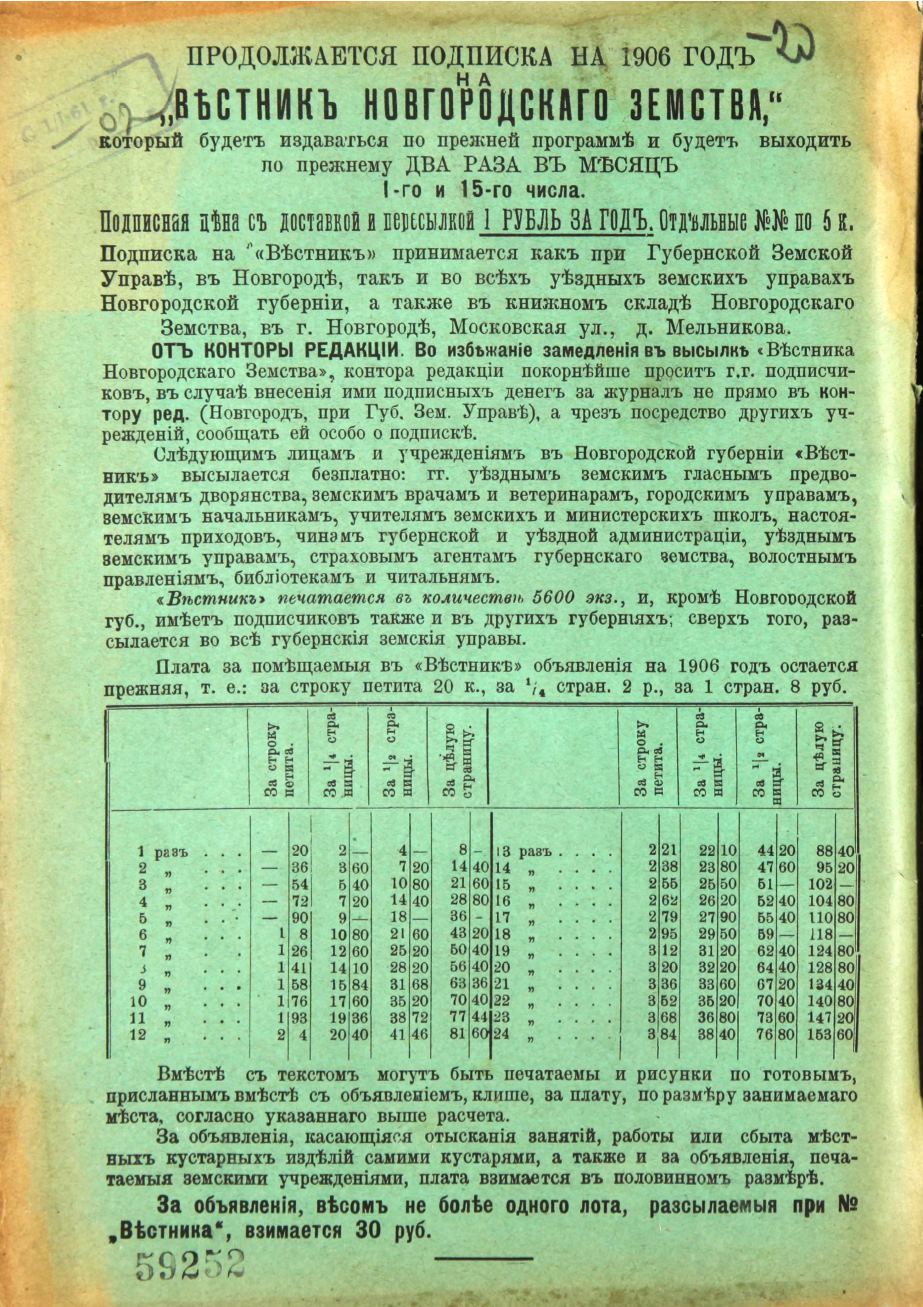 ПРОДОЛЖАЕТСЯ ПОДПИСКА НА 1906 ГОДЪ
НА
„ВѢСТНИКЪ НОВГОРОДСКАГО ЗЕМСТВА,“
который будетъ издаваться по прежней программѣ и будетъ выходить
по прежнему ДВА РАЗА ВЪ МѢСЯЦЪ
1-го и 15-го числа.
Подписная цѣна съ доставкой и пересылкой 1 РУБЛЬ ЗА ГОДЪ. Отдѣльные №№ по 5 к.
Подписка на «Вѣстникъ» принимается какъ при Губернской Земской
Управѣ, въ Новгородѣ, такъ и во всѣхъ уѣздныхъ земскихъ управахъ
Новгородской губерніи, а также въ книжномъ складѣ Новгородскаго
Земства, въ г. Новгородѣ, Московская ул., д. Мельникова.
ОТЪ КОНТОРЫ РЕДАКЦІИ. Во избѣжаніе замедленія въ высылкѣ «Вѣстника
Новгородскаго Земства», контора редакціи покорнѣйше проситъ г.г. подписчи-
ковъ, въ случаѣ внесенія ими подписныхъ денегъ за журналъ не прямо въ кон-
тору ред. (Новгородъ, при Губ. Зем. Управѣ), а чрезъ посредство другихъ уч-
режденій, сообщать ей особо о подпискѣ.
Слѣдующимъ лицамъ и учрежденіямъ въ Новгородской губерніи «Вѣст-
никъ» высылается безплатно: гг. уѣзднымъ земскимъ гласнымъ предво-
дителямъ дворянства, земскимъ врачамъ и ветеринарамъ, городскимъ управамъ,
земскимъ начальникамъ, учителямъ земскихъ и министерскихъ школъ, настоя-
телямъ приходовъ, чинамъ губернской и уѣздной администраціи, уѣзднымъ
земскимъ управамъ, страховымъ агентамъ губернскаго земства, волостнымъ
правленіямъ, библіотекамъ и читальнямъ.
«Вѣстникъ» печатается въ количествѣ 5600 экз., и, кромѣ Новгородской
губ., имѣетъ подписчиковъ также и въ другихъ губерніяхъ; сверхъ того, раз-
сылается во всѣ губернскія земскія управы.
Плата за помѣщаемыя въ «Вѣстникѣ» объявленія на 1906 годъ остается
прежняя, т. е.: за строку петита 20 к., за 1/4 стран. 2 р., за 1 стран. 8 руб.
За строку петита. За 1/4 стра-ницы. За 1/2 стра-ницы. За цѣлую страницу. За строку петита. За 1/4 стра-ницы. За 1/2 стра-ницы. За цѣлую страницу.
1 разъ . . . — 20 2 — 4 — 8 - 13 разъ . . . . 2 21 22 10 44 20 88 40
2 „ . . . — 36 3 60 7 20 14 40 14 „ . . . . 2 38 23 80 47 60 95 20
3 „ . . . — 54 5 40 10 80 21 60 15 „ . . . . 2 55 25 50 51 — 102 —
4 „ . . . — 72 7 20 14 40 28 80 16 „ . . . . 2 62 26 20 52 40 104 80
5 „ . . . — 90 9 — 18 — 36 - 17 „ . . . . 2 79 27 90 55 40 110 80
6 „ . . . 1 8 10 80 21 60 43 20 18 „ . . . . 2 95 29 50 59 — 118 —
7 „ . . . 1 26 12 60 25 20 50 40 19 „ . . . . 3 12 31 20 62 40 124 80
8 „ . . . 1 41 14 10 28 20 56 40 20 „ . . . . 3 20 32 20 64 40 128 80
9 „ . . . 1 58 15 84 31 68 63 36 21 „ . . . . 3 36 33 60 67 20 134 40
10 „ . . . 1 76 17 60 35 20 70 40 22 „ . . . . 3 52 35 20 70 40 140 80
11 „ . . . 1 93 19 36 38 72 77 44 23 „ . . . . 3 68 36 80 73 60 147 20
12 „ . . . 2 4 20 40 41 46 81 60 24 „ . . . . 3 84 38 40 76 80 153 60
Вмѣстѣ съ текстомъ могутъ быть печатаемы и рисунки по готовымъ,
присланнымъ вмѣстѣ съ объявленіемъ, клише, за плату, по размѣру занимаемаго
мѣста, согласно указаннаго выше расчета.
За объявленія, касающіяся отысканія занятій, работы или сбыта мѣст-
ныхъ кустарныхъ издѣлій самими кустарями, а также и за объявленія, печа-
таемыя земскими учрежденіями, плата взимается въ половинномъ размѣрѣ.
За объявленія, вѣсомъ не болѣе одного лота, разсылаемыя при №
„Вѣстника“, взимается 30 руб.
59252